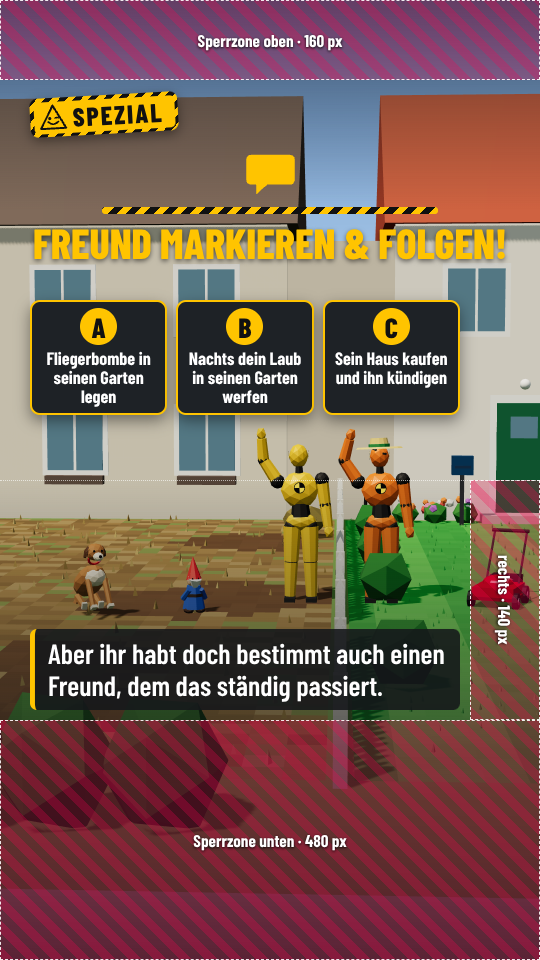 Sperrzone oben · 160 px
SPEZIAL
FREUND MARKIEREN & FOLGEN!
A
Fliegerbombe in
seinen Garten
legen
B
Nachts dein Laub
in seinen Garten
werfen
C
Sein Haus kaufen
und ihn kündigen
rechts · 140 px
Aber ihr habt doch bestimmt auch einen
Freund, dem das ständig passiert.
Sperrzone unten · 480 px